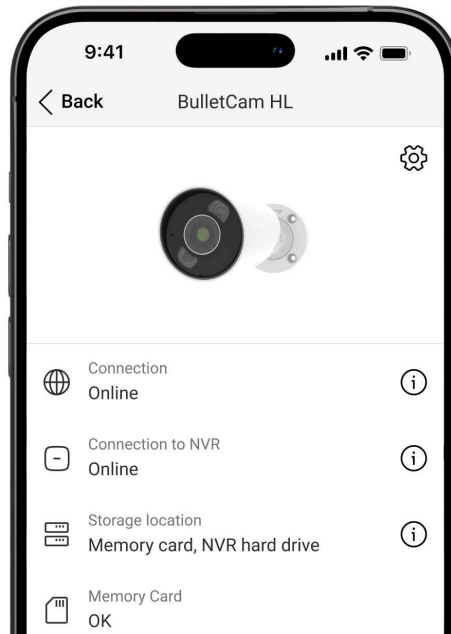 9:41
Back BulletCam HL
Connection
Online
Connection to NVR
Online
Storage location
Memory card, NVR hard drive
Memory Card
OK